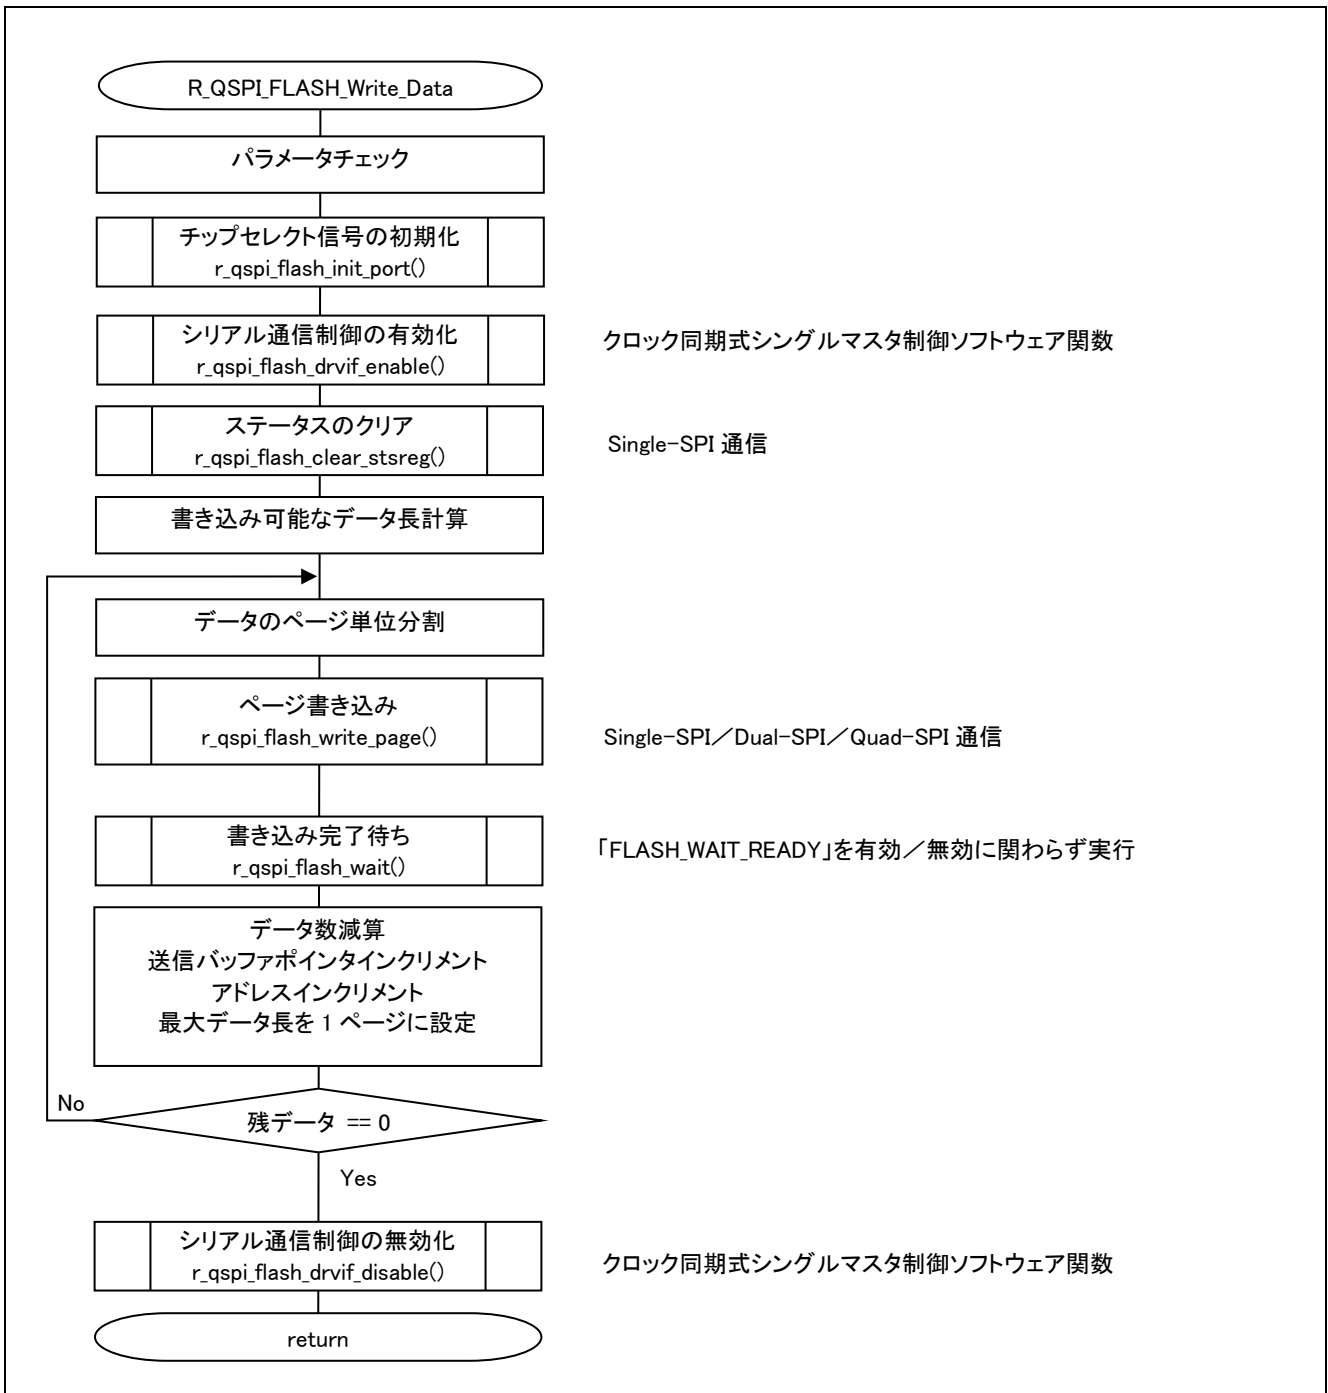 R_QSPI_FLASH_Write_Data
パラメータチェック
チップセレクト信号の初期化
r_qspi_flash_init_port()
シリアル通信制御の有効化
r_qspi_flash_drvif_enable()
クロック同期式シングルマスタ制御ソフトウェア関数
ステータスのクリア
r_qspi_flash_clear_stsreg()
Single-SPI 通信
書き込み可能なデータ長計算
データのページ単位分割
ページ書き込み
r_qspi_flash_write_page()
Single-SPI／Dual-SPI／Quad-SPI 通信
書き込み完了待ち
r_qspi_flash_wait()
「FLASH_WAIT_READY」を有効／無効に関わらず実行
データ数減算
送信バッファポインタインクリメント
アドレスインクリメント
最大データ長を 1 ページに設定
No
残データ == 0
Yes
シリアル通信制御の無効化
r_qspi_flash_drvif_disable()
クロック同期式シングルマスタ制御ソフトウェア関数
return